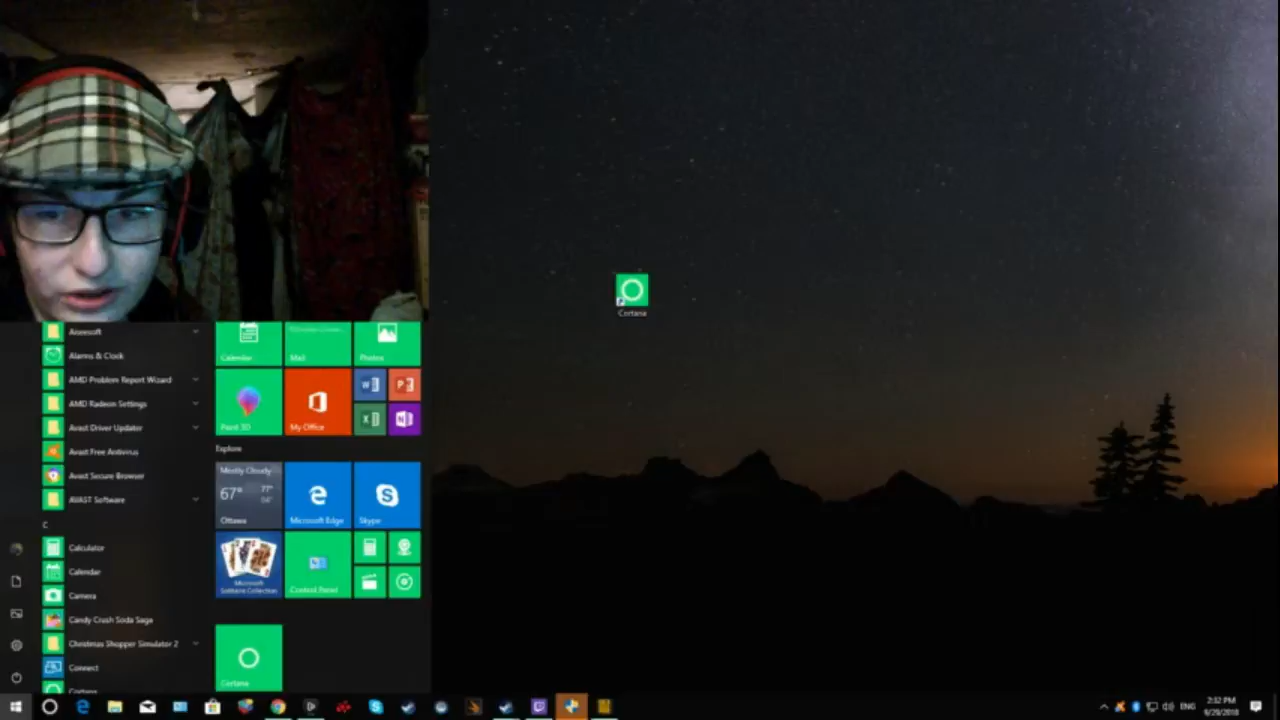 Cortana
Aiseesoft
Alarms & Clock
AMD Problem Report Wizard
AMD Radeon Settings
Avast Driver Updater
Avast Free Antivirus
Avast Secure Browser
AVAST Software
C
Calculator
Calendar
Camera
Candy Crush Soda Saga
Christmas Shopper Simulator 2
Connect
Cortana
Calendar
Mail
Photos
Paint 3D
My Office
Explore
Mostly Cloudy
67°
77°
Ottawa
Microsoft Edge
Skype
Microsoft
Solitaire Collection
Control Panel
Cortana
ENG
2:32 PM
9/29/2018